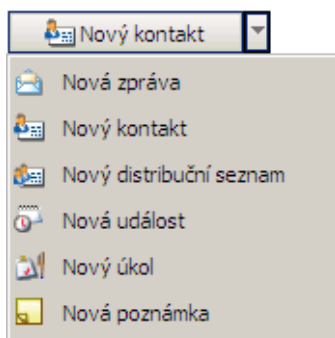 Nový kontakt
Nová zpráva
Nový kontakt
Nový distribuční seznam
Nová událost
Nový úkol
Nová poznámka